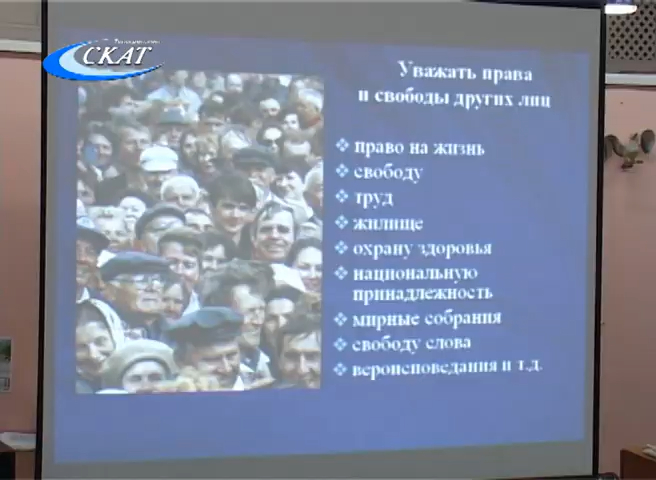 СКАТ
Уважать права
и свободы других лиц
право на жизнь
свободу
труд
жилище
охрану здоровья
национальную
принадлежность
мирные собрания
свободу слова
вероисповедания и т.д.